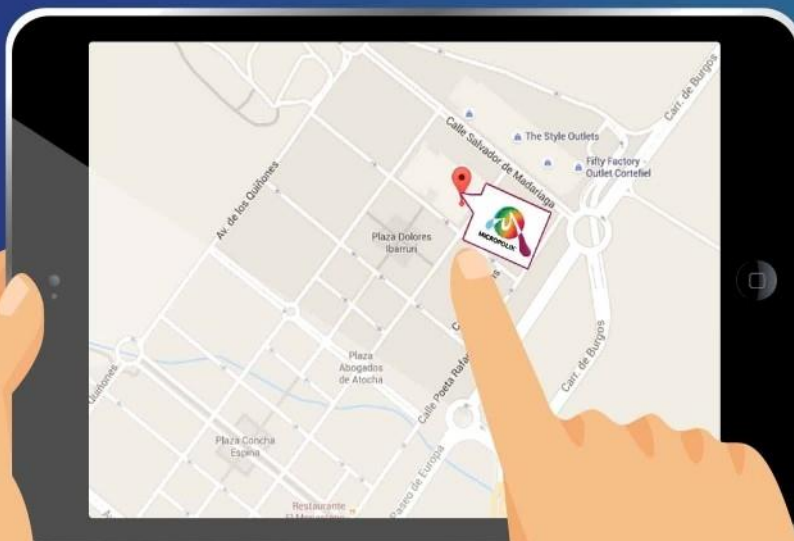 Carr. de Burgos
Calle Salvador de Madariaga
The Style Outlets
Fifty Factory
Outlet Cortefiel
Av. de los Quiñones
MICROPOLIX
Plaza Dolores
Ibarruri
Plaza
Abogados
de Atocha
Carr. de Burgos
Calle Poeta
Quiñones
Plaza Concha
Espina
Paseo de Europa
Restaurante